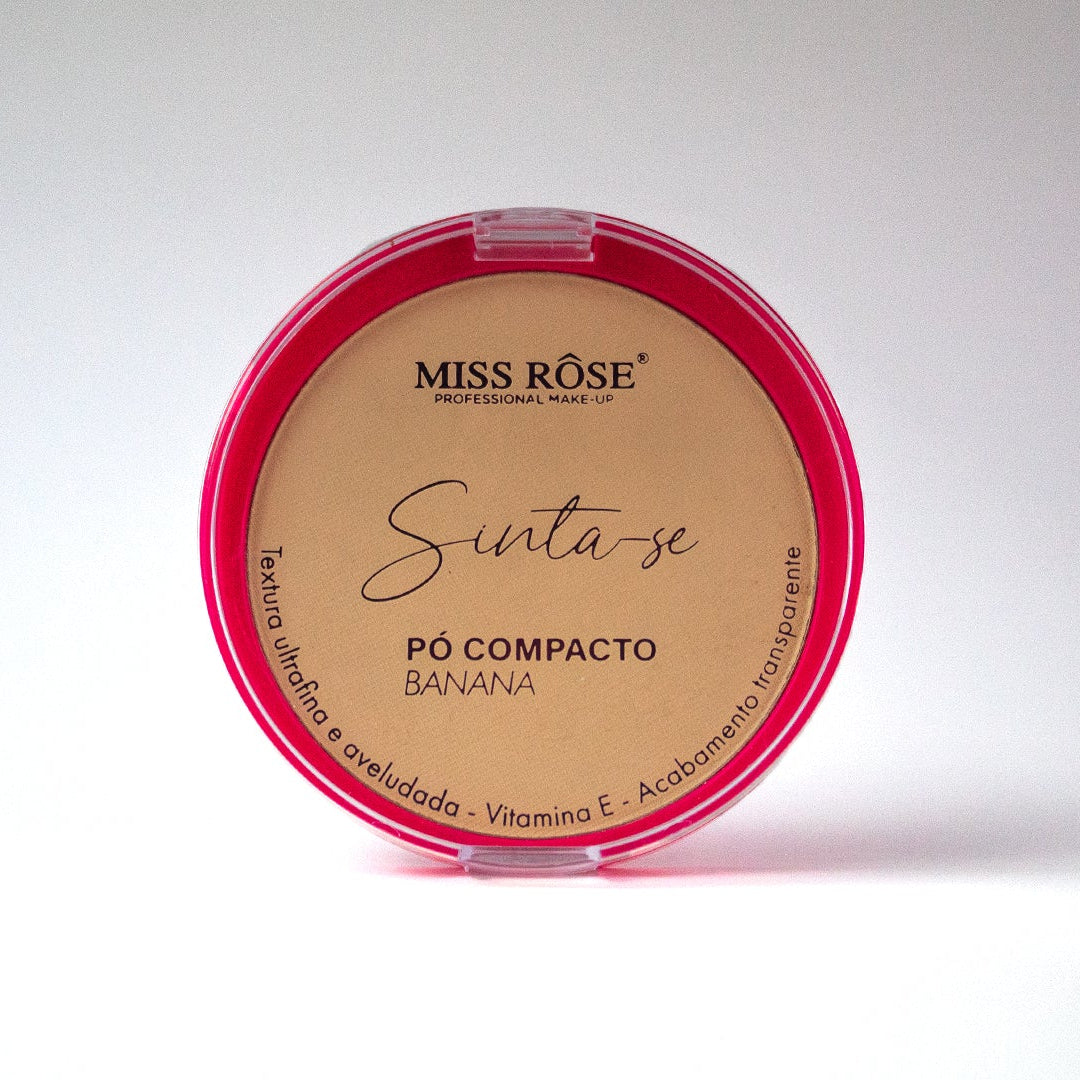 MISS RÔSE®
PROFESSIONAL MAKE-UP
Sinta-se
PÓ COMPACTO
BANANA
Textura ultrafina e aveludada - Vitamina E - Acabamento transparente